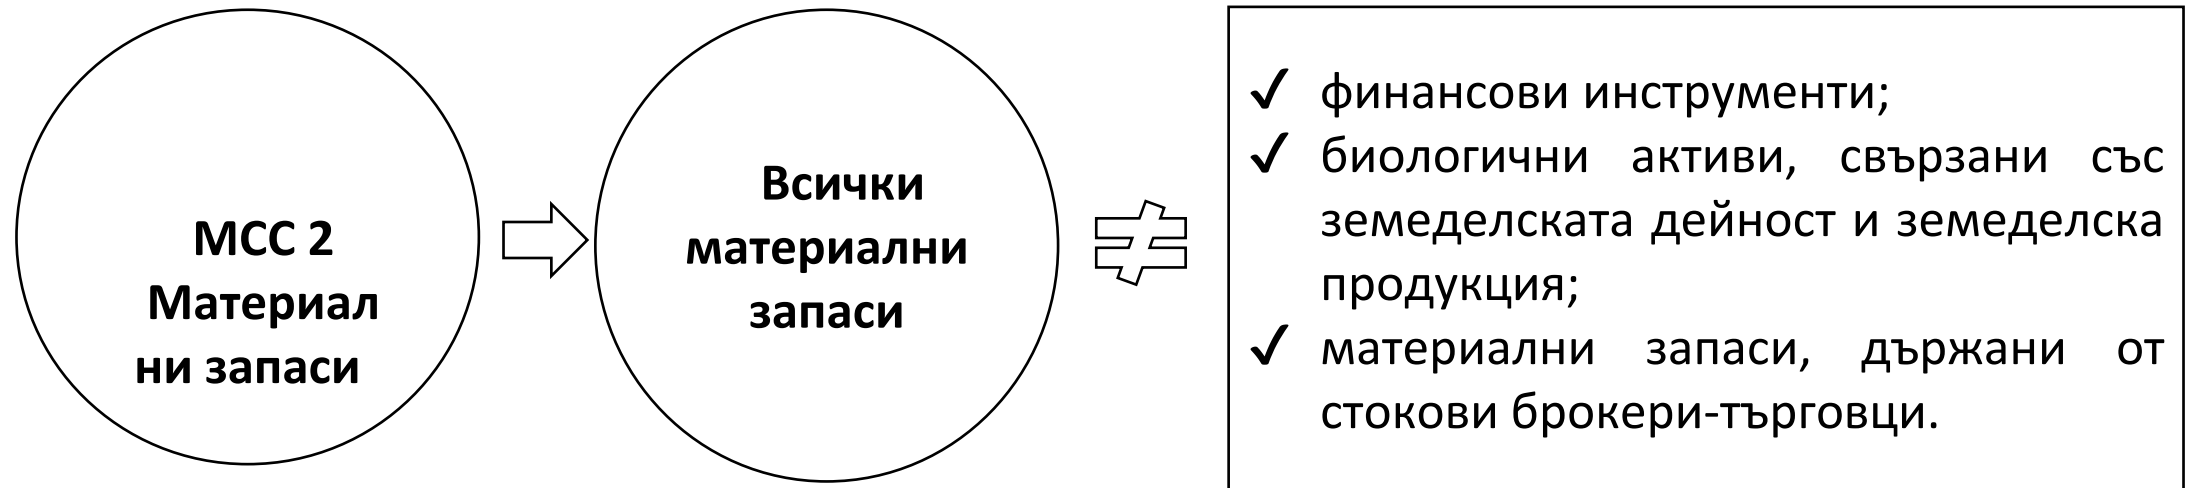 МСС 2
Материал
ни запаси
Всички
материални
запаси
✓ финансови инструменти;
✓ биологични активи, свързани със
земеделската дейност и земеделска
продукция;
✓ материални запаси, държани от
стокови брокери-търговци.